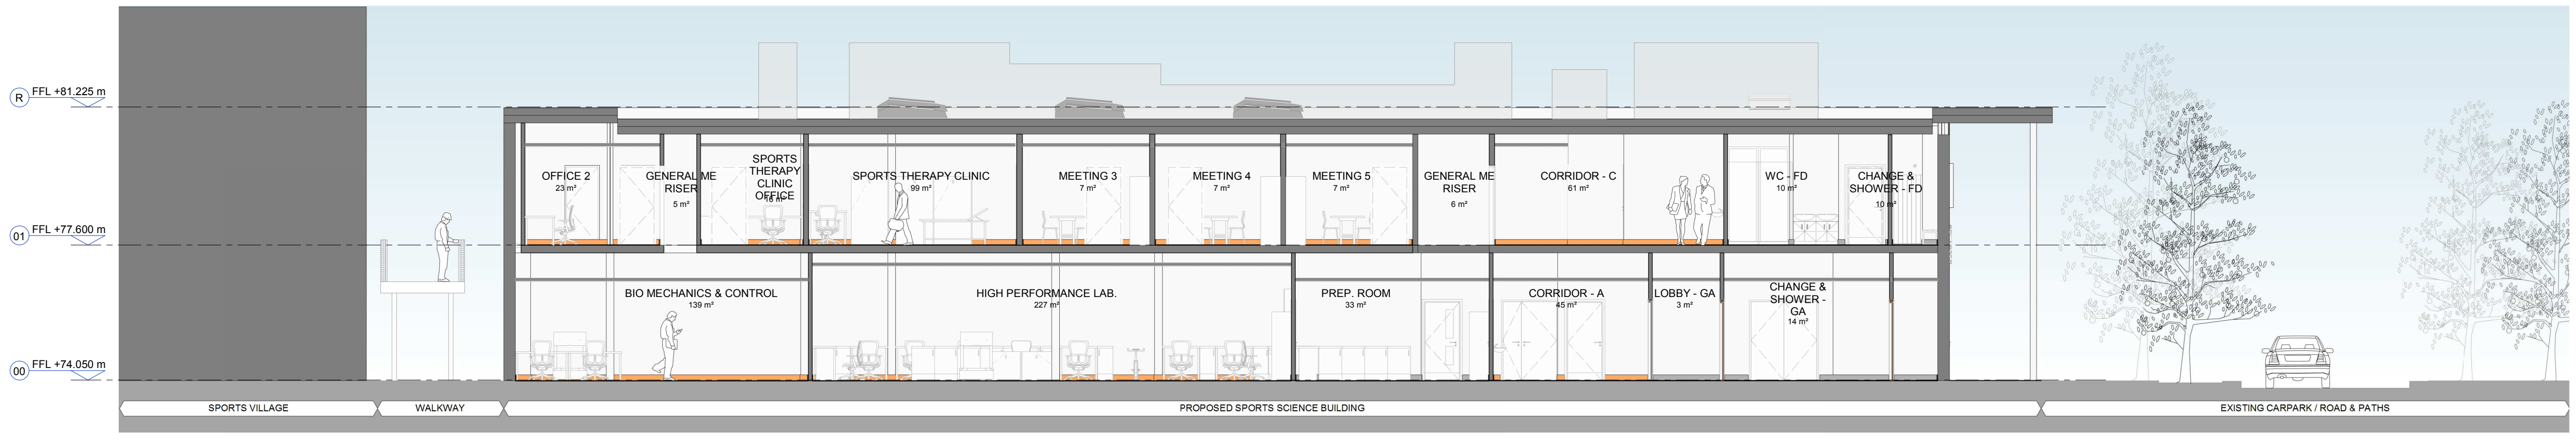 R FFL +81.225 m
01 FFL +77.600 m
00 FFL +74.050 m
OFFICE 2
23 m²
GENERAL ME
RISER
5 m²
SPORTS
THERAPY
CLINIC
OFFICE
16 m²
SPORTS THERAPY CLINIC
99 m²
MEETING 3
7 m²
MEETING 4
7 m²
MEETING 5
7 m²
GENERAL ME
RISER
6 m²
CORRIDOR - C
61 m²
WC - FD
10 m²
CHANGE &
SHOWER - FD
10 m²
BIO MECHANICS & CONTROL
139 m²
HIGH PERFORMANCE LAB.
227 m²
PREP. ROOM
33 m²
CORRIDOR - A
45 m²
LOBBY - GA
3 m²
CHANGE &
SHOWER -
GA
14 m²
SPORTS VILLAGE
WALKWAY
PROPOSED SPORTS SCIENCE BUILDING
EXISTING CARPARK / ROAD & PATHS